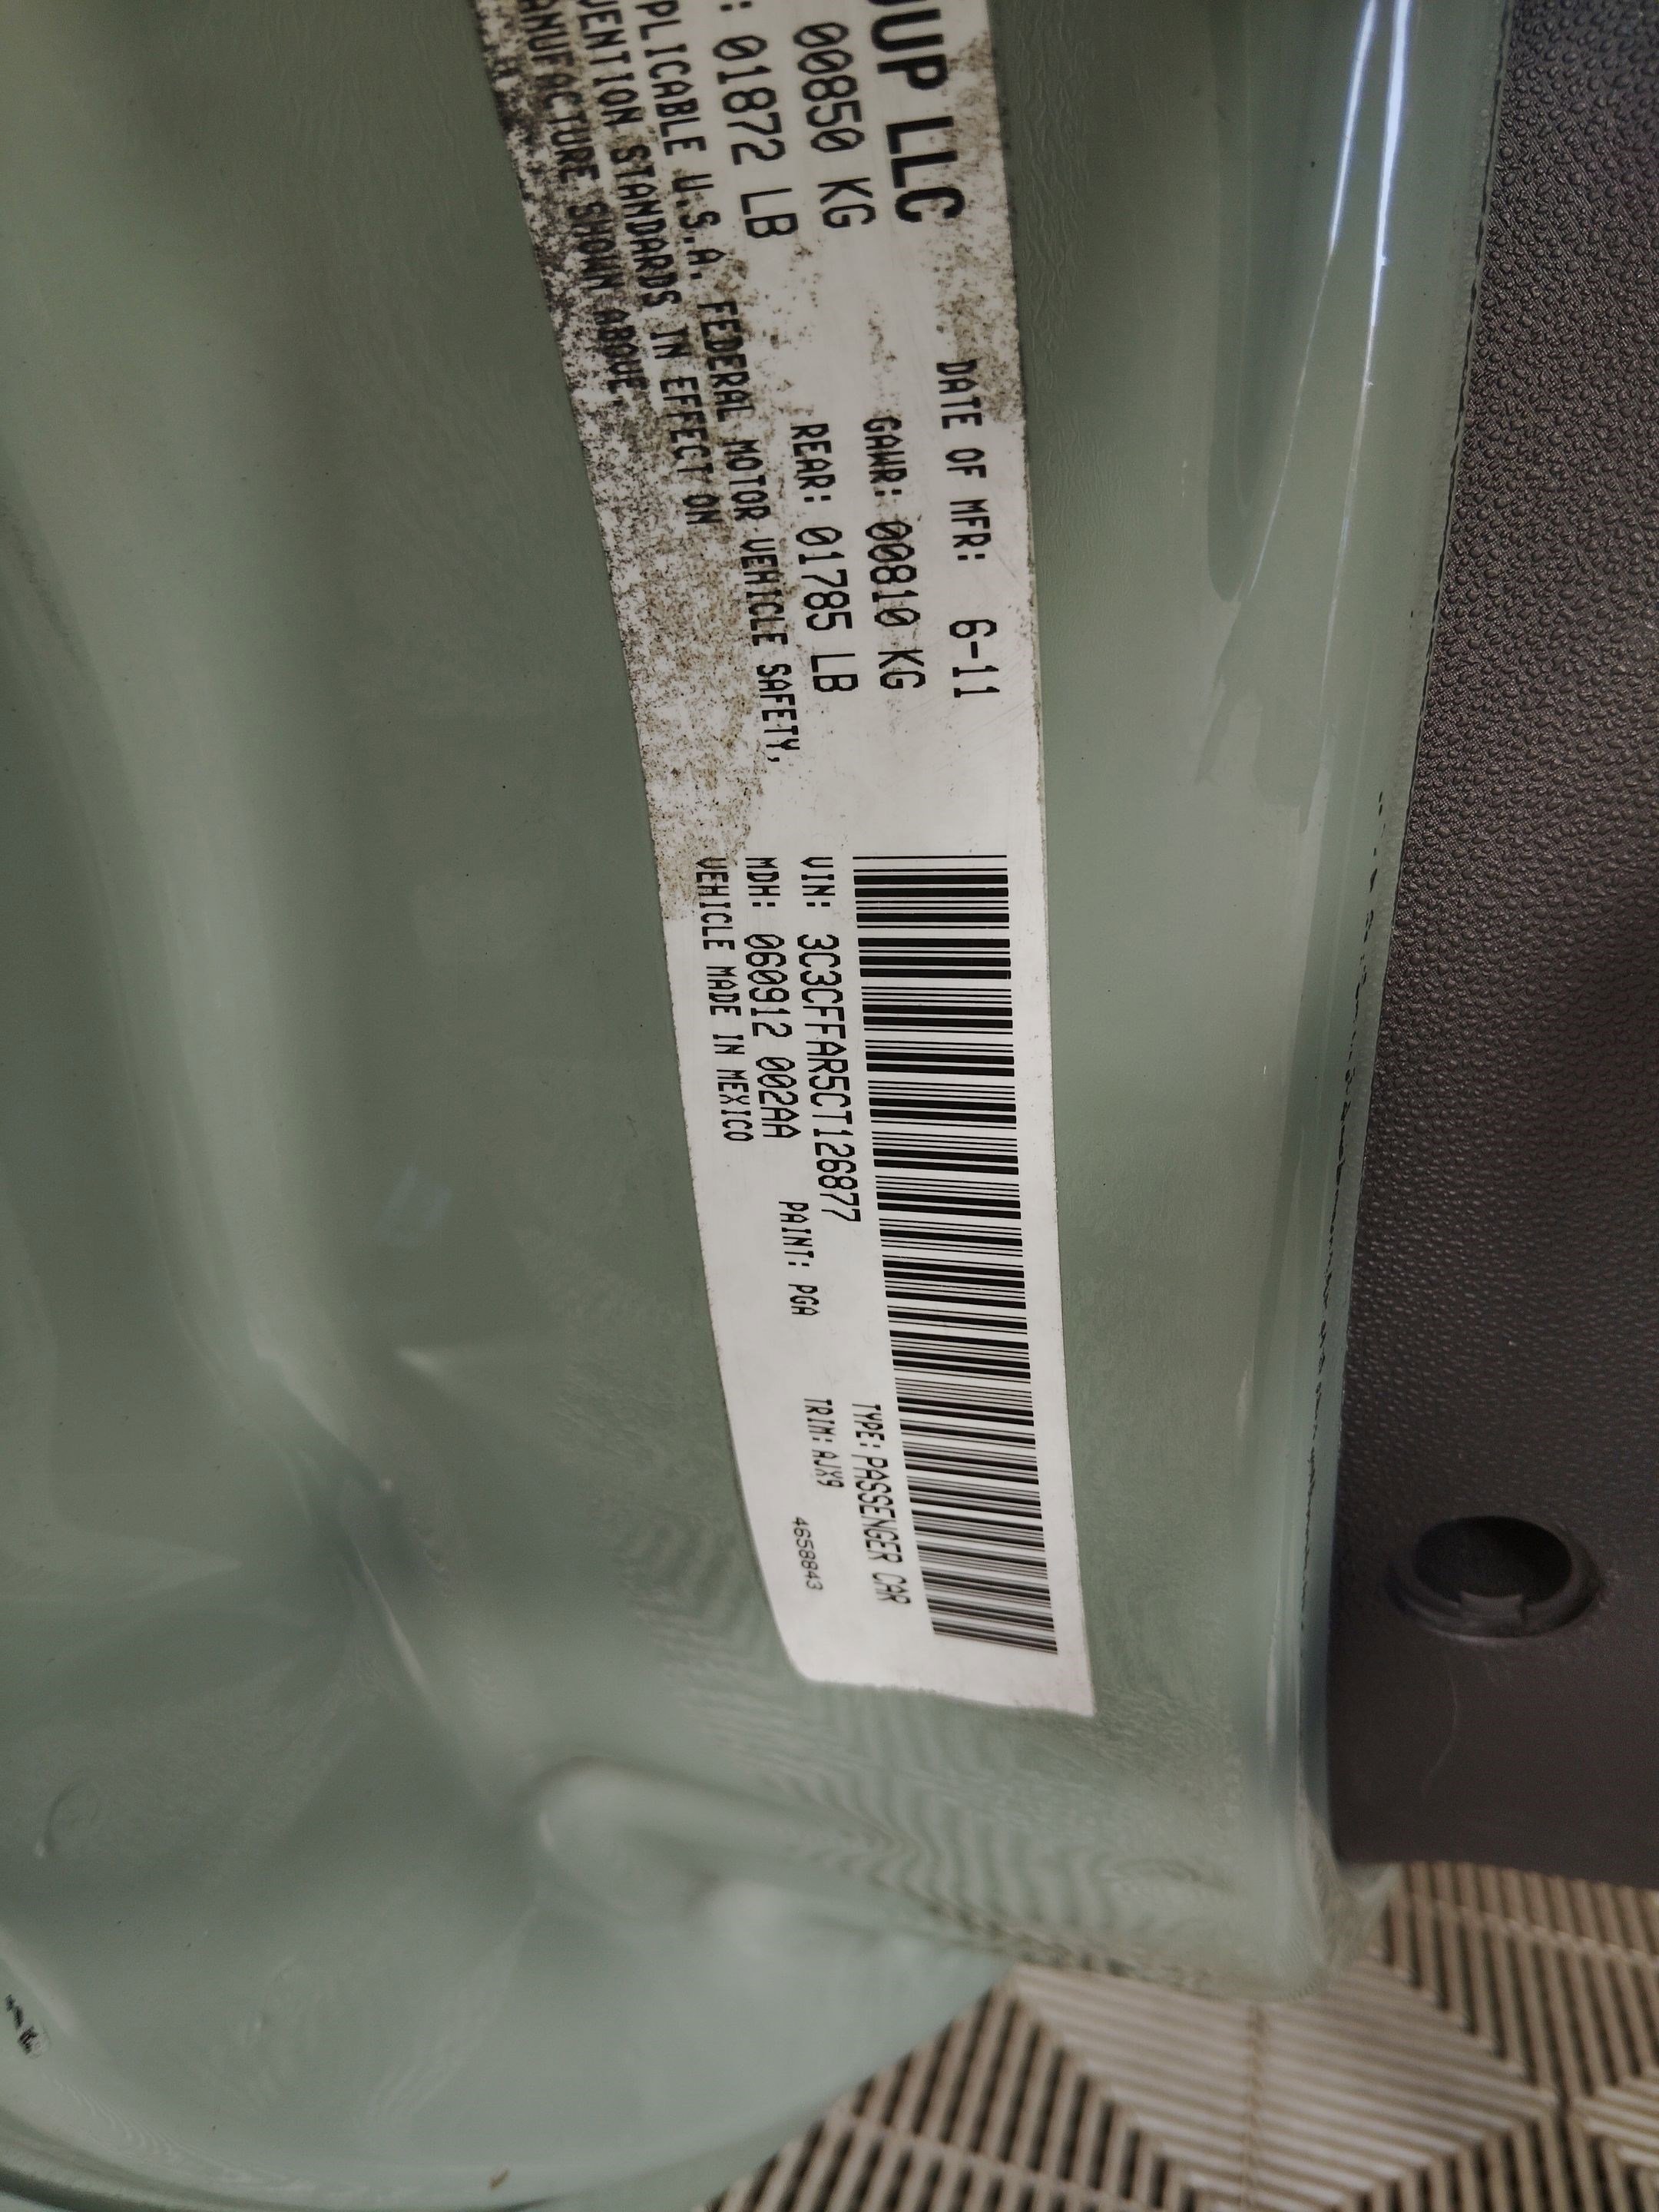 OUP LLC
DATE OF MFR: 6-11
00850 KG
GAWR: 00810 KG
: 01872 LB
REAR: 01785 LB
PLICABLE U.S.A. FEDERAL MOTOR VEHICLE SAFETY,
VENTION STANDARDS IN EFFECT ON
ANUFACTURE SHOWN ABOVE.
VIN: 3C3CFFAR5CT126877
TYPE: PASSENGER CAR
MDH: 060912 002AA
PAINT: PGA
TRIM: AJX9
VEHICLE MADE IN MEXICO
4658843